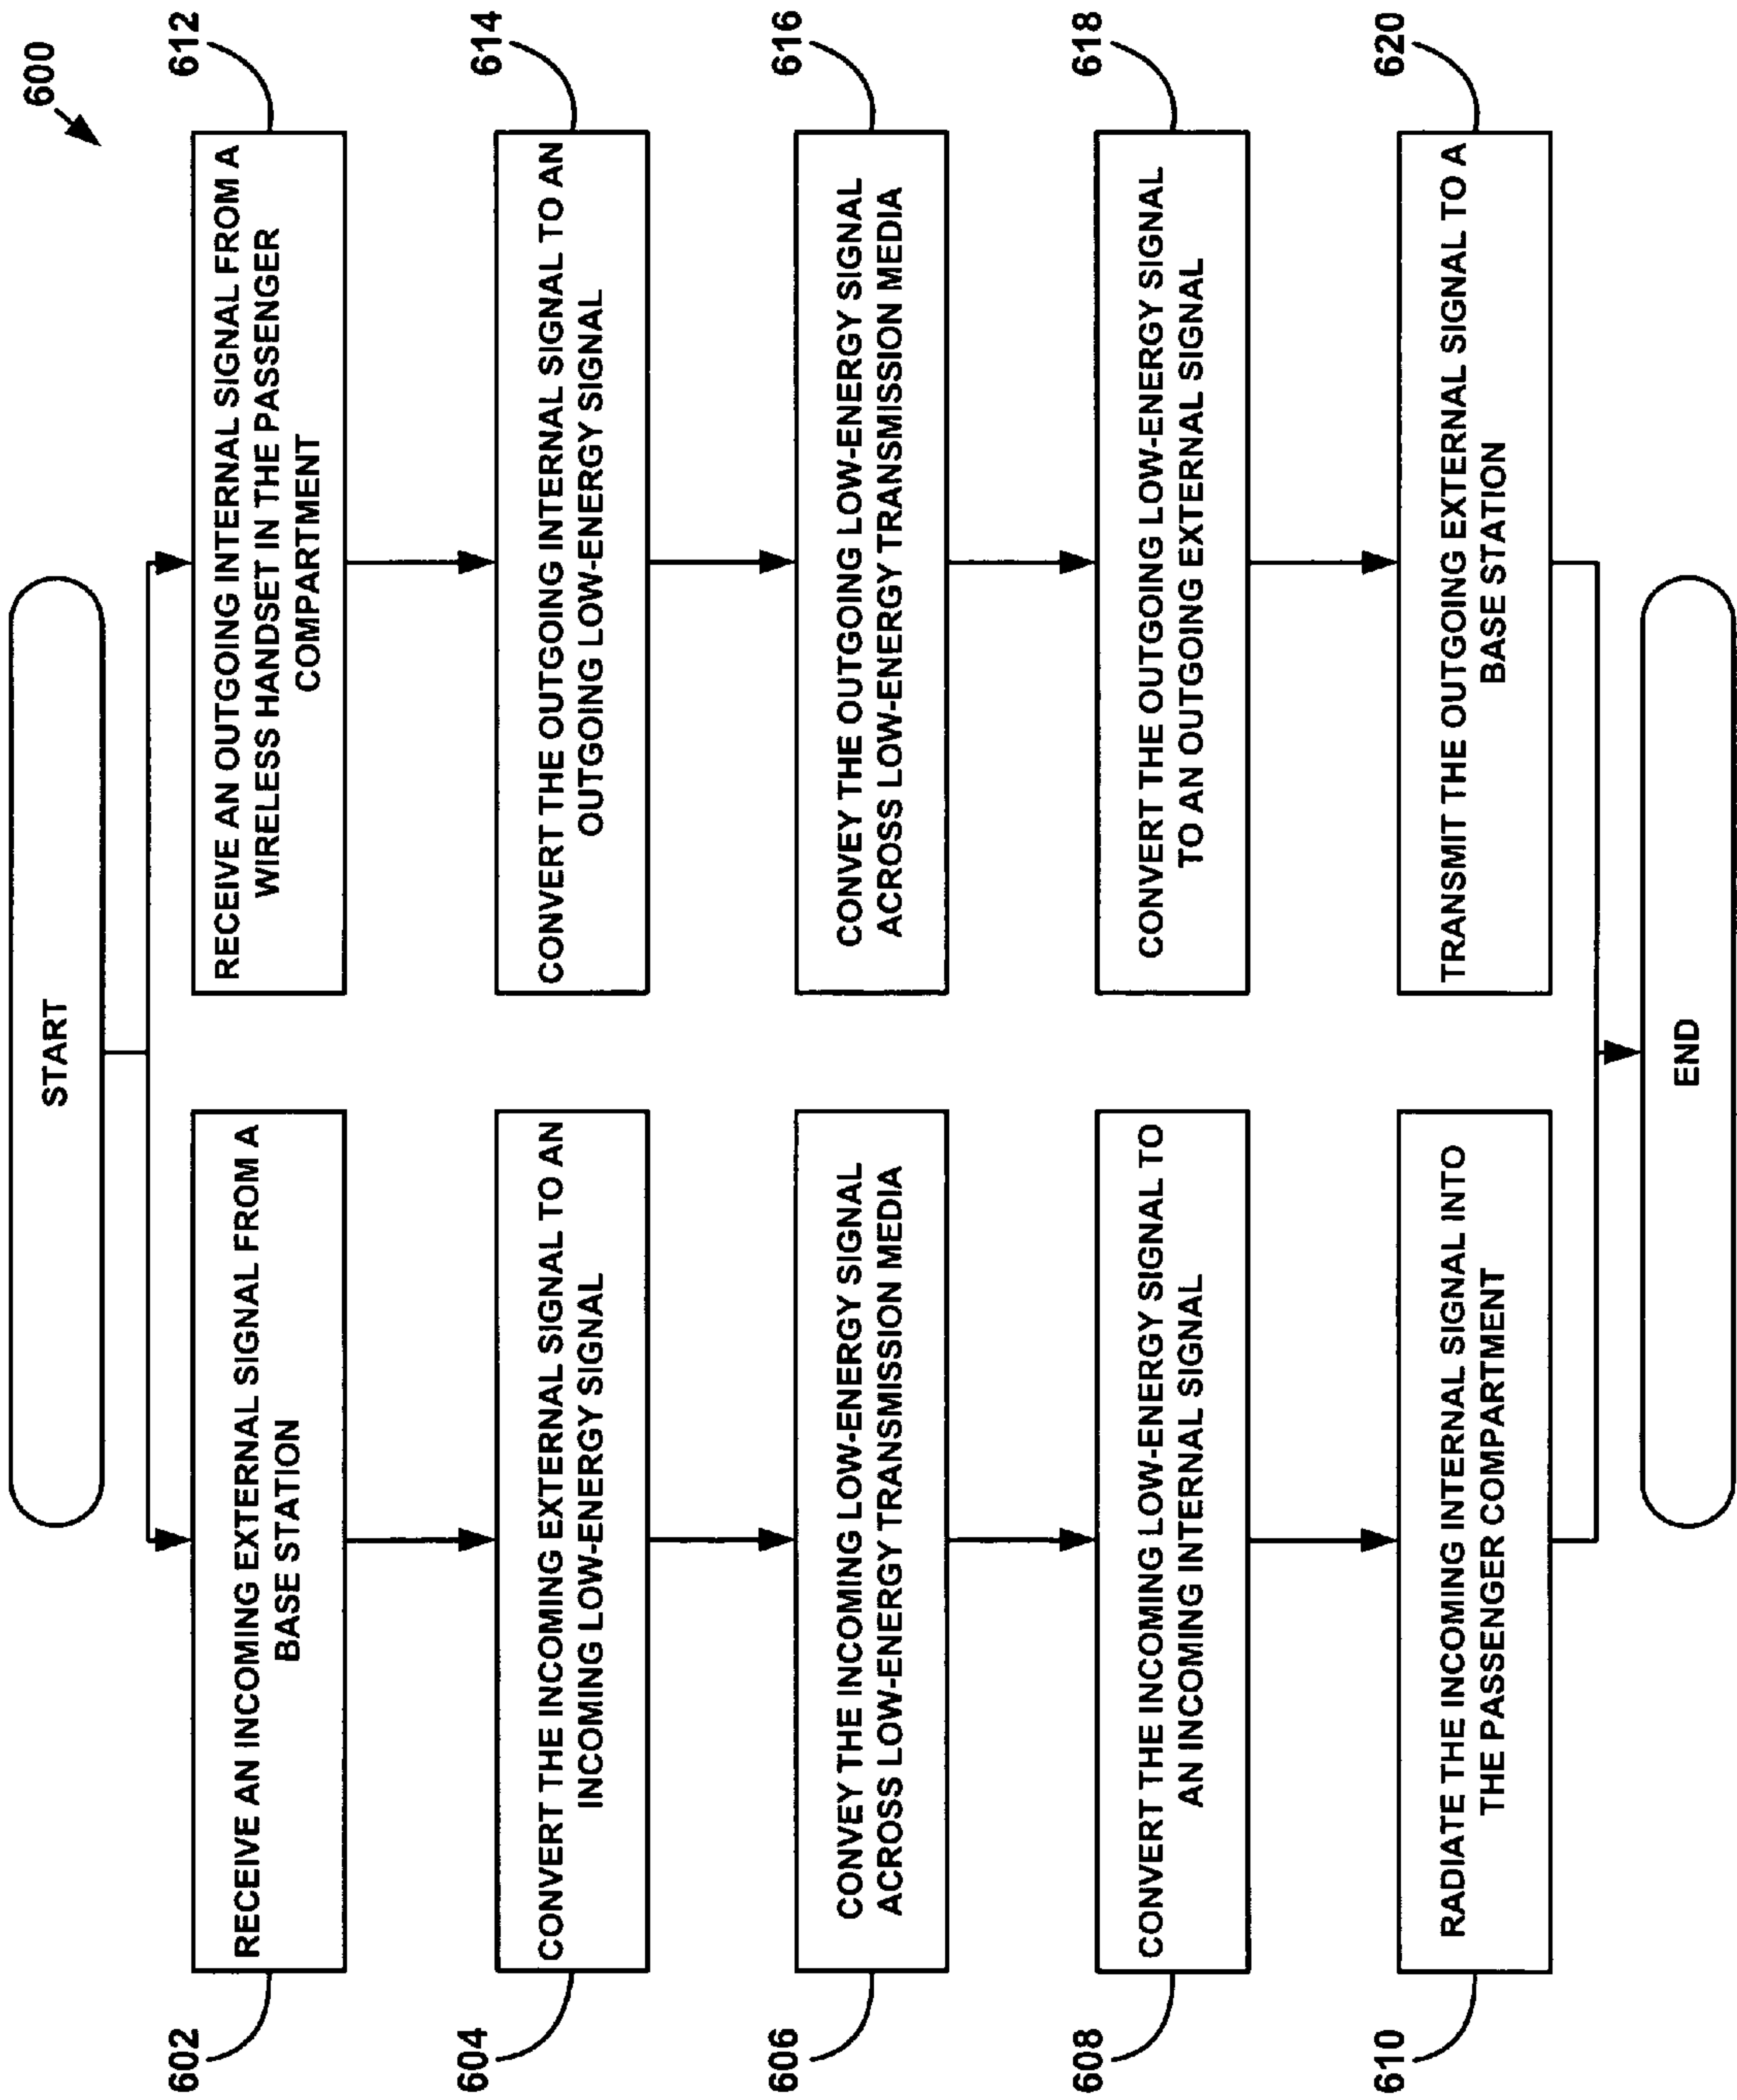 600
START
602
RECEIVE AN INCOMING EXTERNAL SIGNAL FROM A
BASE STATION
604
CONVERT THE INCOMING EXTERNAL SIGNAL TO AN
INCOMING LOW-ENERGY SIGNAL
606
CONVEY THE INCOMING LOW-ENERGY SIGNAL
ACROSS LOW-ENERGY TRANSMISSION MEDIA
608
CONVERT THE INCOMING LOW-ENERGY SIGNAL TO
AN INCOMING INTERNAL SIGNAL
610
RADIATE THE INCOMING INTERNAL SIGNAL INTO
THE PASSENGER COMPARTMENT
612
RECEIVE AN OUTGOING INTERNAL SIGNAL FROM A
WIRELESS HANDSET IN THE PASSENGER
COMPARTMENT
614
CONVERT THE OUTGOING INTERNAL SIGNAL TO AN
OUTGOING LOW-ENERGY SIGNAL
616
CONVEY THE OUTGOING LOW-ENERGY SIGNAL
ACROSS LOW-ENERGY TRANSMISSION MEDIA
618
CONVERT THE OUTGOING LOW-ENERGY SIGNAL
TO AN OUTGOING EXTERNAL SIGNAL
620
TRANSMIT THE OUTGOING EXTERNAL SIGNAL TO A
BASE STATION
END